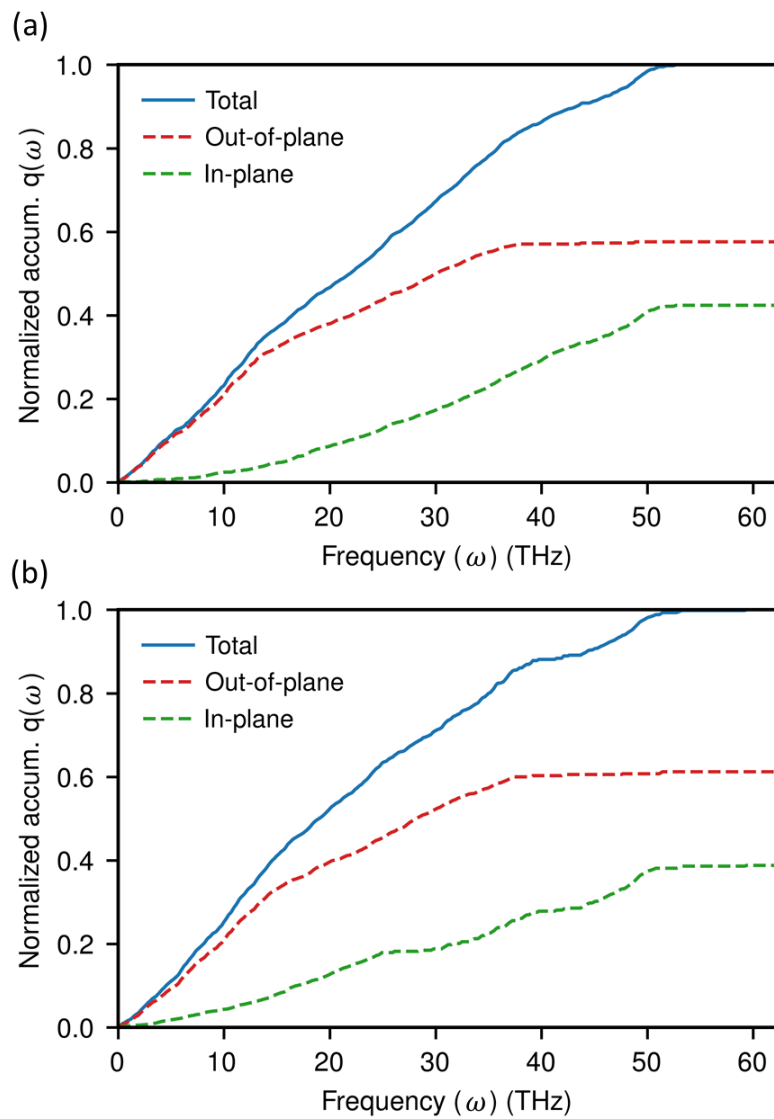 (a)
Normalized accum. q(ω)
1.0
0.8
0.6
0.4
0.2
0.0
Total
Out-of-plane
In-plane
0 10 20 30 40 50 60
Frequency (ω) (THz)
(b)
Normalized accum. q(ω)
1.0
0.8
0.6
0.4
0.2
0.0
Total
Out-of-plane
In-plane
0 10 20 30 40 50 60
Frequency (ω) (THz)